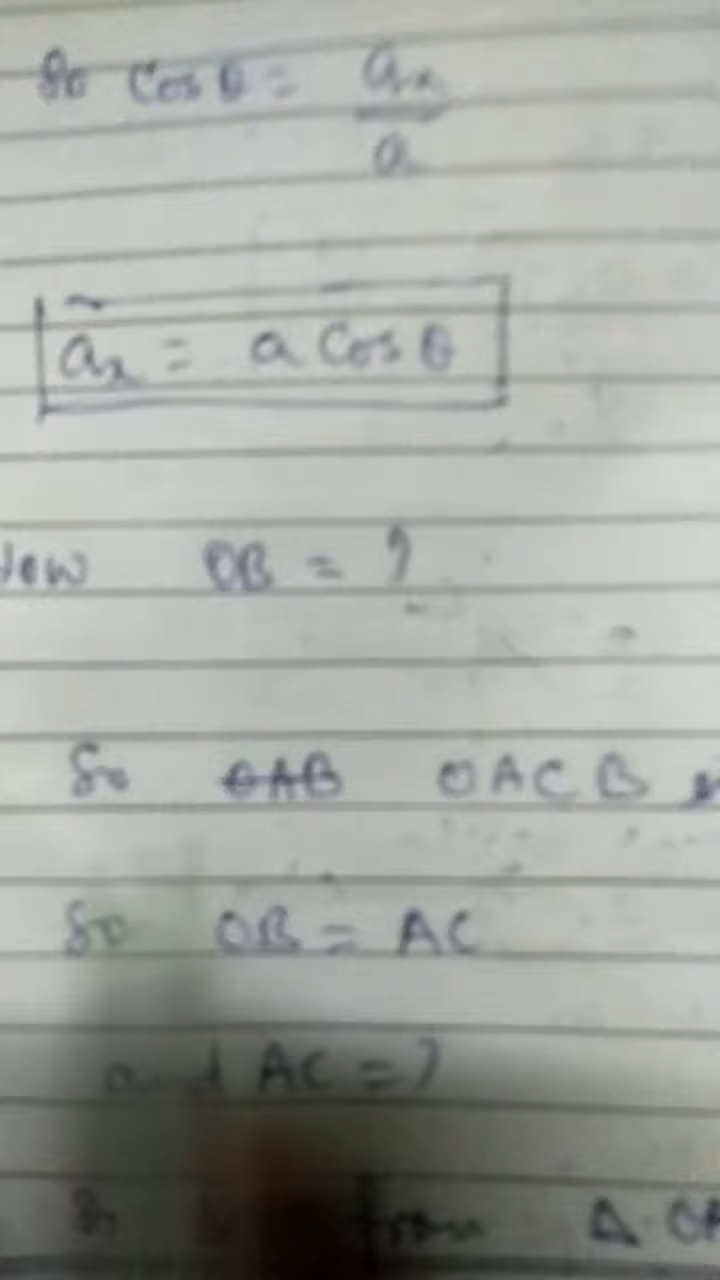 So Cos θ = aₓ
a
aₓ = a Cos θ
Now OB = ?
So OAB OACB
So OB = AC
and AC = ?
from Δ